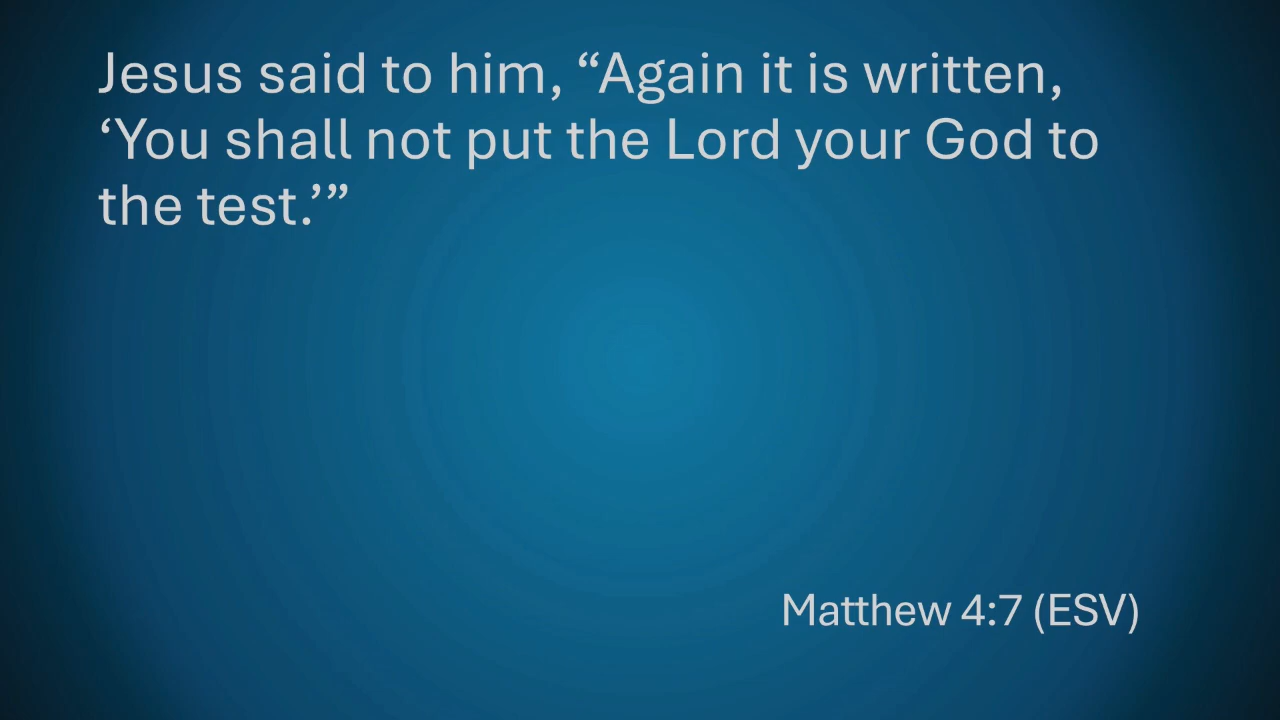 Jesus said to him, “Again it is written,
‘You shall not put the Lord your God to
the test.’”
Matthew 4:7 (ESV)